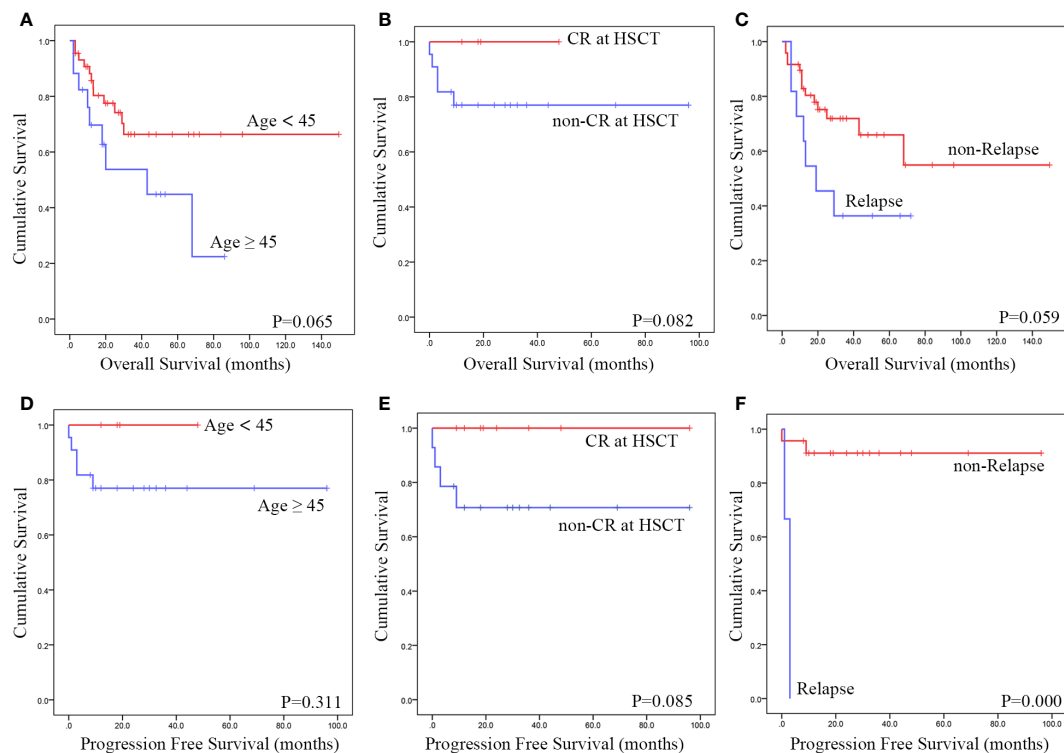 A
B
C
Cumulative Survival
1.0
0.8
0.6
0.4
0.2
0.0
Age < 45
Age ≥ 45
P=0.065
.0 20.0 40.0 60.0 80.0 100.0 120.0 140.0
Overall Survival (months)
Cumulative Survival
1.0
0.8
0.6
0.4
0.2
0.0
CR at HSCT
non-CR at HSCT
P=0.082
.0 20.0 40.0 60.0 80.0 100.0
Overall Survival (months)
Cumulative Survival
1.0
0.8
0.6
0.4
0.2
0.0
non-Relapse
Relapse
P=0.059
.0 20.0 40.0 60.0 80.0 100.0 120.0 140.0
Overall Survival (months)
D
E
F
Cumulative Survival
1.0
0.8
0.6
0.4
0.2
0.0
Age < 45
Age ≥ 45
P=0.311
.0 20.0 40.0 60.0 80.0 100.0
Progression Free Survival (months)
Cumulative Survival
1.0
0.8
0.6
0.4
0.2
0.0
CR at HSCT
non-CR at HSCT
P=0.085
.0 20.0 40.0 60.0 80.0 100.0
Progression Free Survival (months)
Cumulative Survival
1.0
0.8
0.6
0.4
0.2
0.0
non-Relapse
Relapse
P=0.000
.0 20.0 40.0 60.0 80.0 100.0
Progression Free Survival (months)